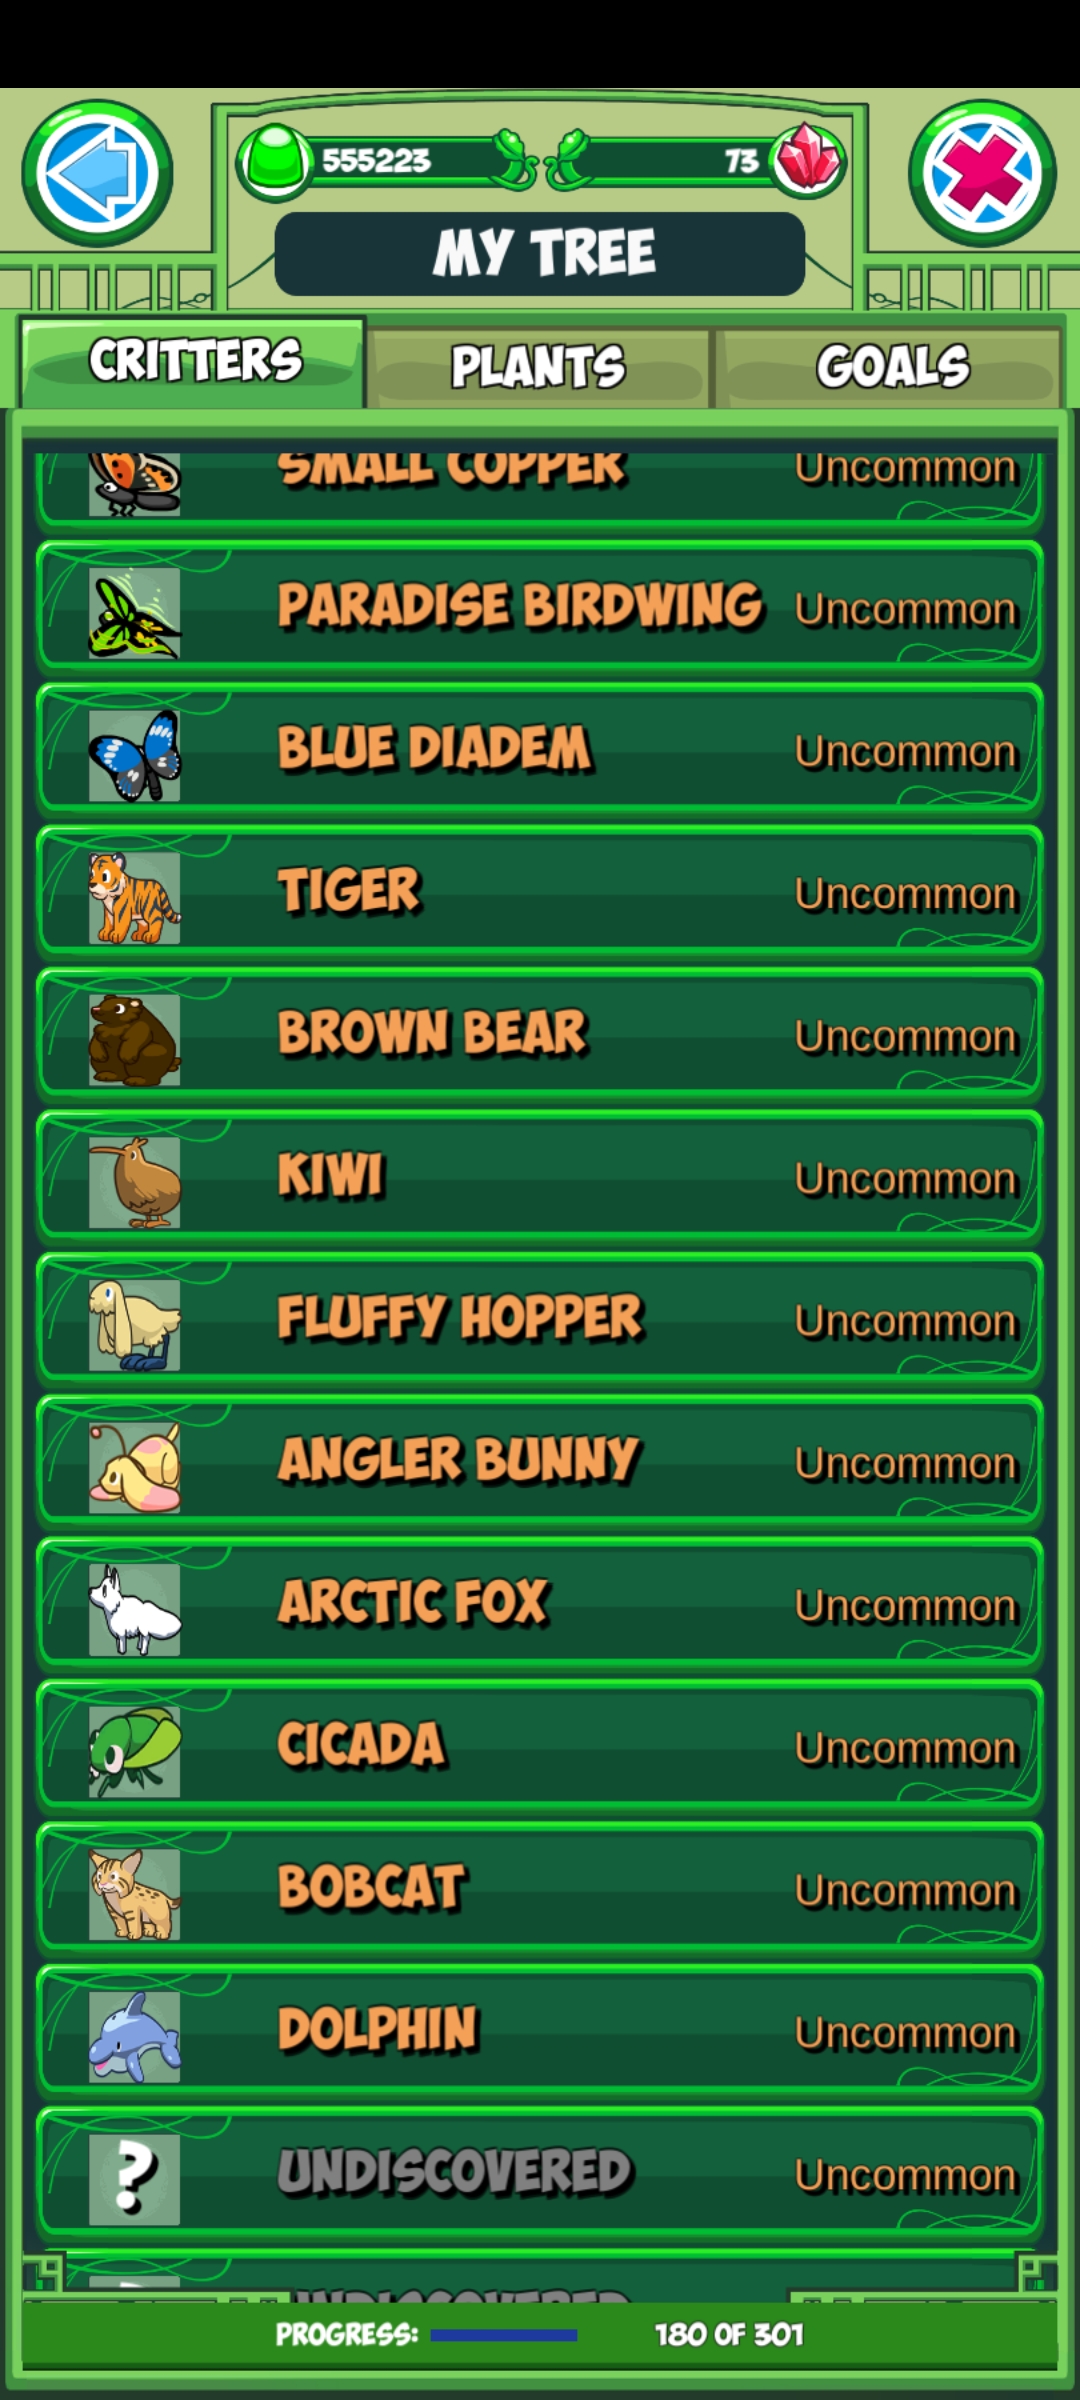 555223
73
MY TREE
CRITTERS
PLANTS
GOALS
SMALL COPPER Uncommon
PARADISE BIRDWING Uncommon
BLUE DIADEM Uncommon
TIGER Uncommon
BROWN BEAR Uncommon
KIWI Uncommon
FLUFFY HOPPER Uncommon
ANGLER BUNNY Uncommon
ARCTIC FOX Uncommon
CICADA Uncommon
BOBCAT Uncommon
DOLPHIN Uncommon
? UNDISCOVERED Uncommon
UNDISCOVERED
PROGRESS: 180 OF 301